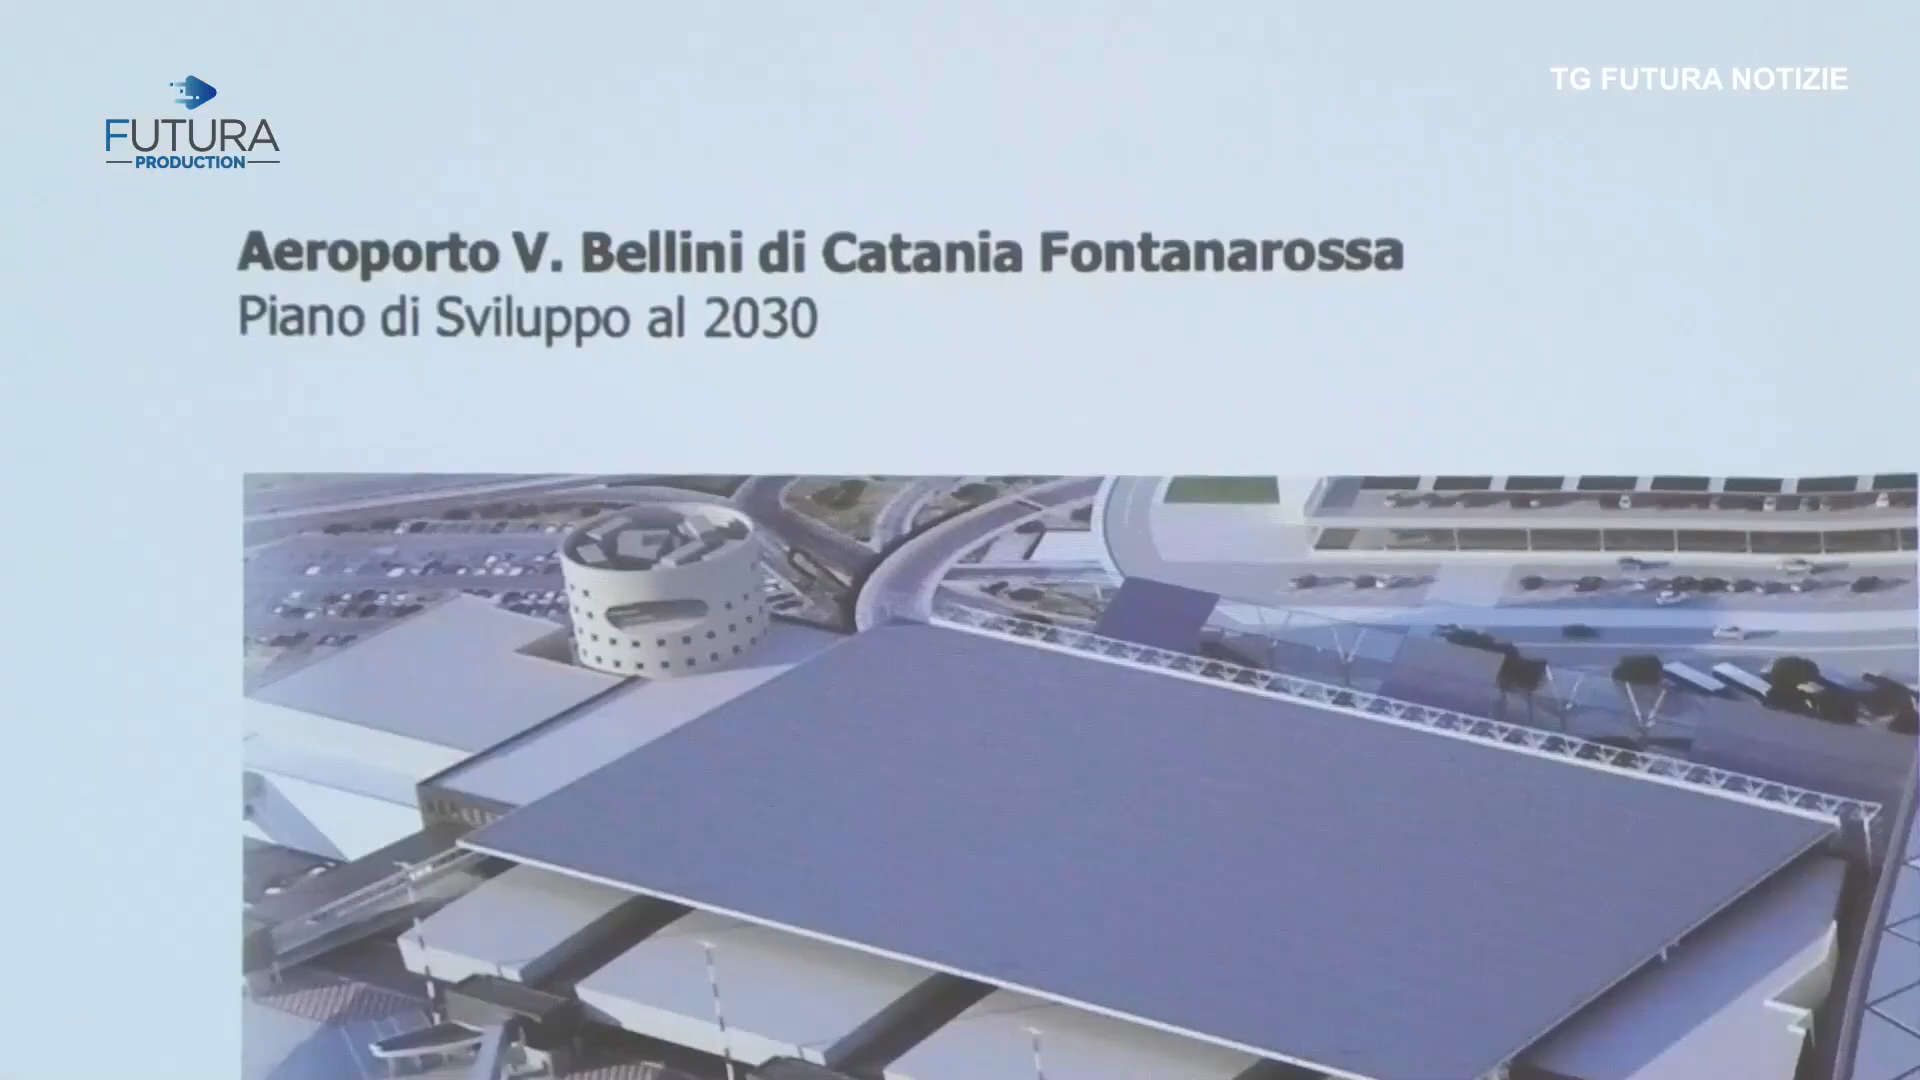 FUTURA
PRODUCTION
TG FUTURA NOTIZIE
Aeroporto V. Bellini di Catania Fontanarossa
Piano di Sviluppo al 2030